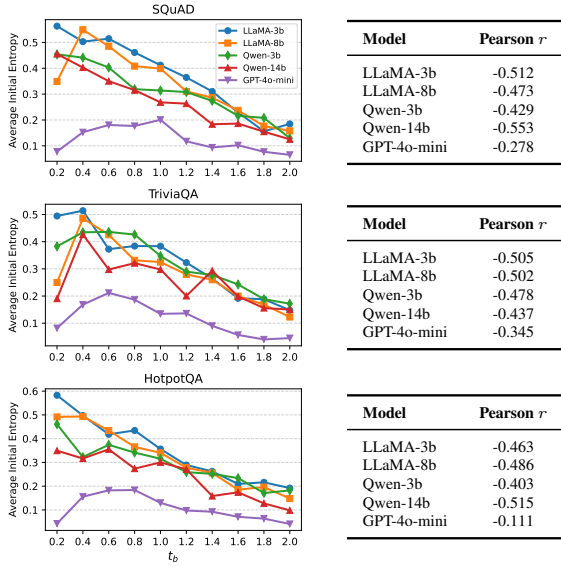 SQuAD
Average Initial Entropy
0.5
0.4
0.3
0.2
0.1
LLaMA-3b
LLaMA-8b
Qwen-3b
Qwen-14b
GPT-4o-mini
0.2 0.4 0.6 0.8 1.0 1.2 1.4 1.6 1.8 2.0
Model Pearson r
LLaMA-3b -0.512
LLaMA-8b -0.473
Qwen-3b -0.429
Qwen-14b -0.553
GPT-4o-mini -0.278
TriviaQA
Average Initial Entropy
0.5
0.4
0.3
0.2
0.1
0.2 0.4 0.6 0.8 1.0 1.2 1.4 1.6 1.8 2.0
Model Pearson r
LLaMA-3b -0.505
LLaMA-8b -0.502
Qwen-3b -0.478
Qwen-14b -0.437
GPT-4o-mini -0.345
HotpotQA
Average Initial Entropy
0.6
0.5
0.4
0.3
0.2
0.1
0.2 0.4 0.6 0.8 1.0 1.2 1.4 1.6 1.8 2.0
t_b
Model Pearson r
LLaMA-3b -0.463
LLaMA-8b -0.486
Qwen-3b -0.403
Qwen-14b -0.515
GPT-4o-mini -0.111